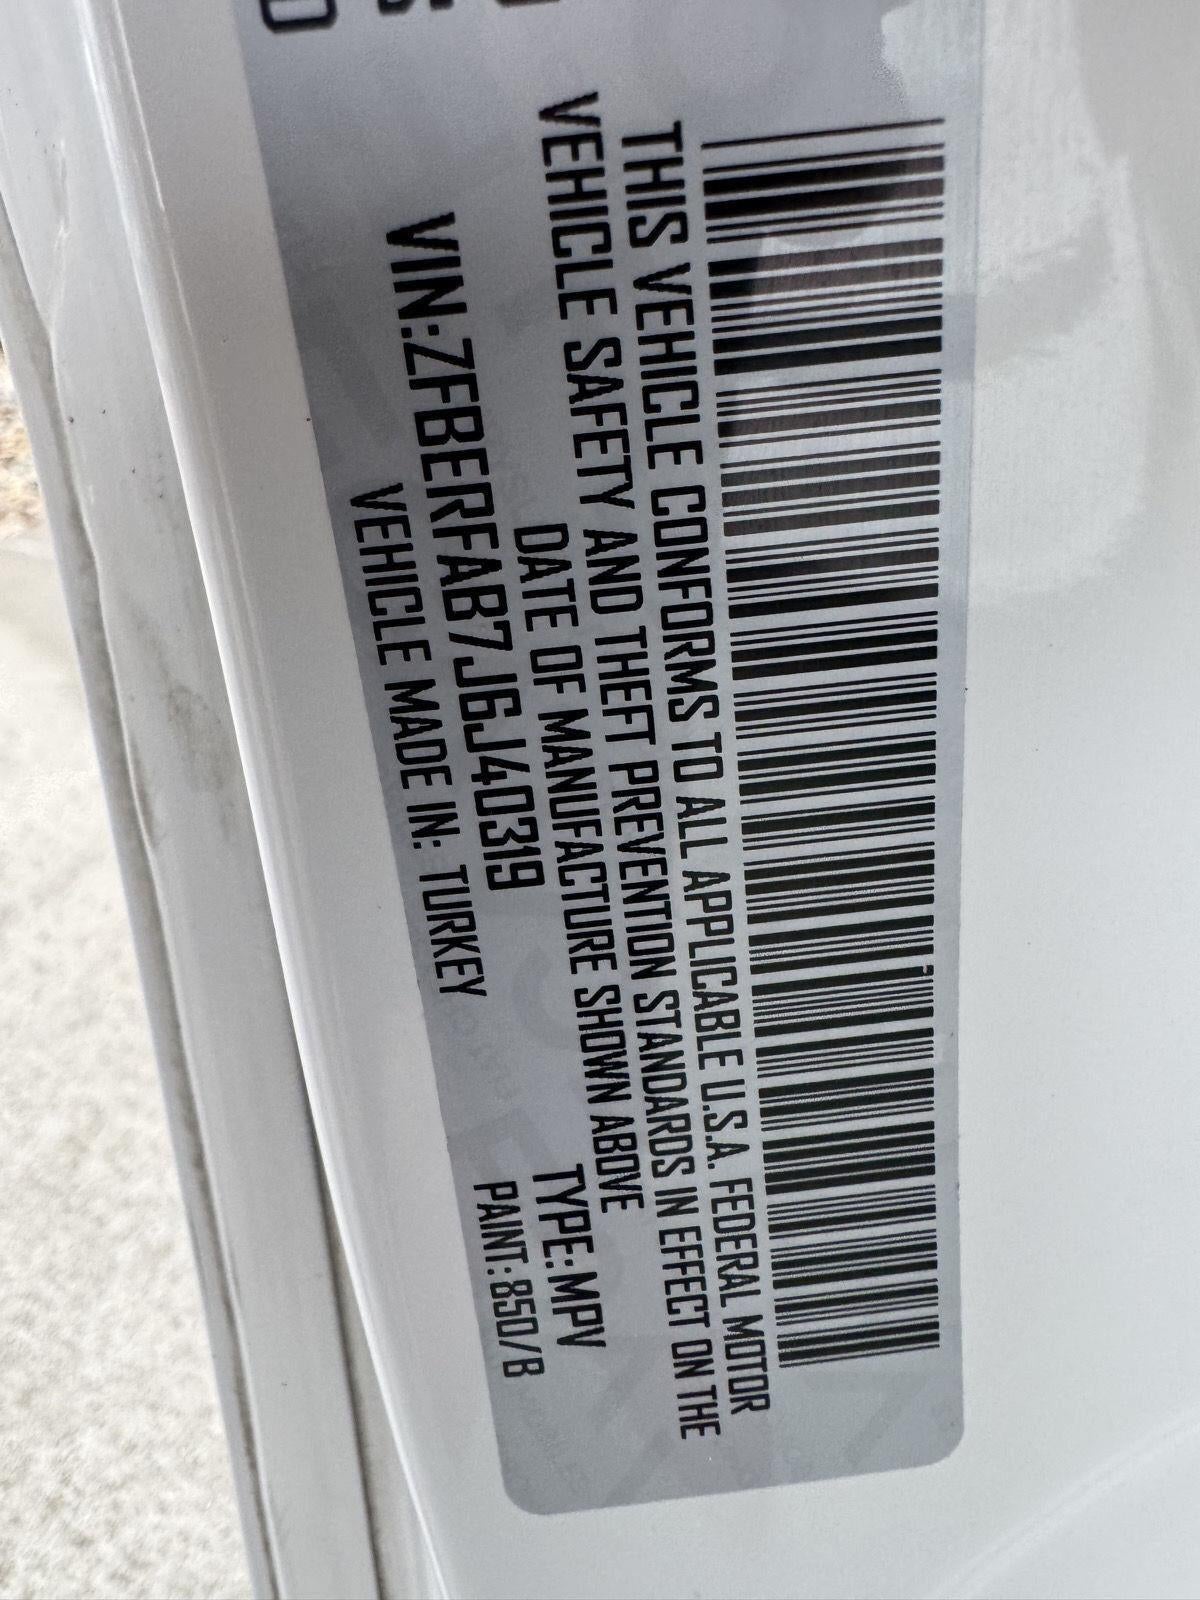 THIS VEHICLE CONFORMS TO ALL APPLICABLE U.S.A. FEDERAL MOTOR
VEHICLE SAFETY AND THEFT PREVENTION STANDARDS IN EFFECT ON THE
DATE OF MANUFACTURE SHOWN ABOVE
VIN:ZFBERFAB7J6J40319 TYPE:MPV
VEHICLE MADE IN: TURKEY PAINT:850/B